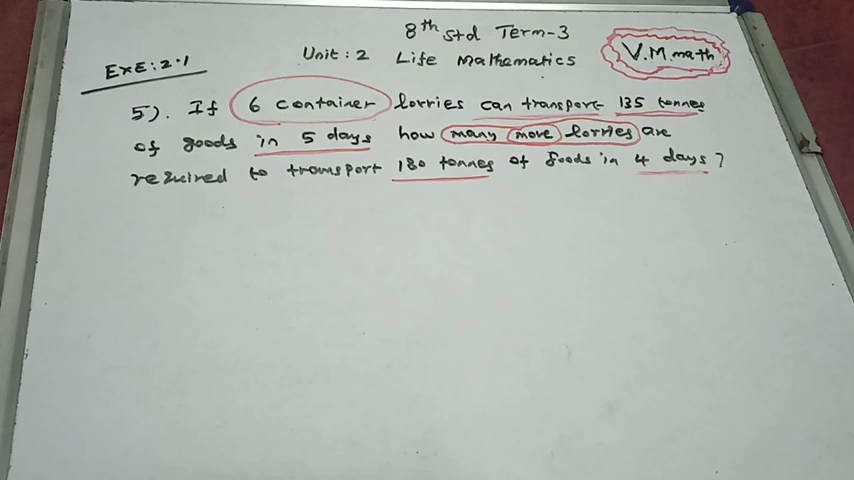 8th Std Term-3
Unit : 2 Life Mathematics
V.M.math
EXE:2.1
5). If 6 container lorries can transport 135 tonnes
of goods in 5 days how many more lorries are
required to transport 180 tonnes of goods in 4 days?